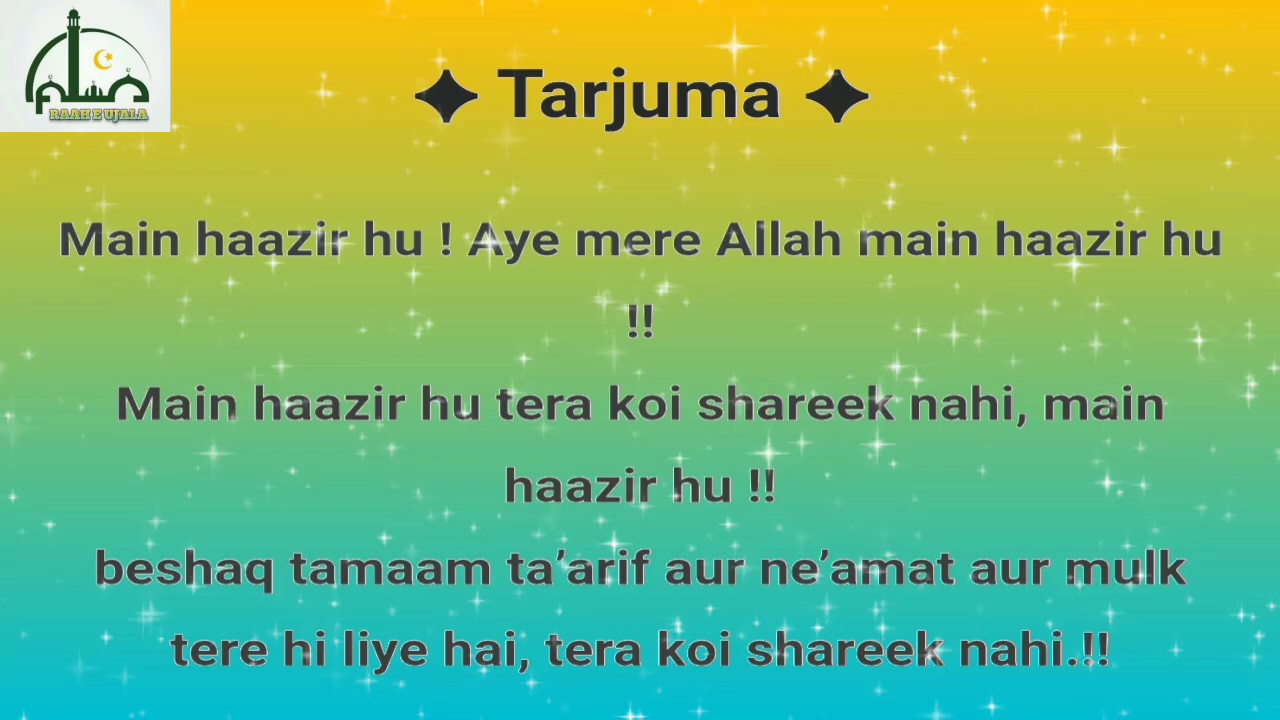 RAAH E UJALA
✦ Tarjuma ✦
Main haazir hu ! Aye mere Allah main haazir hu
!!
Main haazir hu tera koi shareek nahi, main
haazir hu !!
beshaq tamaam ta’arif aur ne’amat aur mulk
tere hi liye hai, tera koi shareek nahi.!!